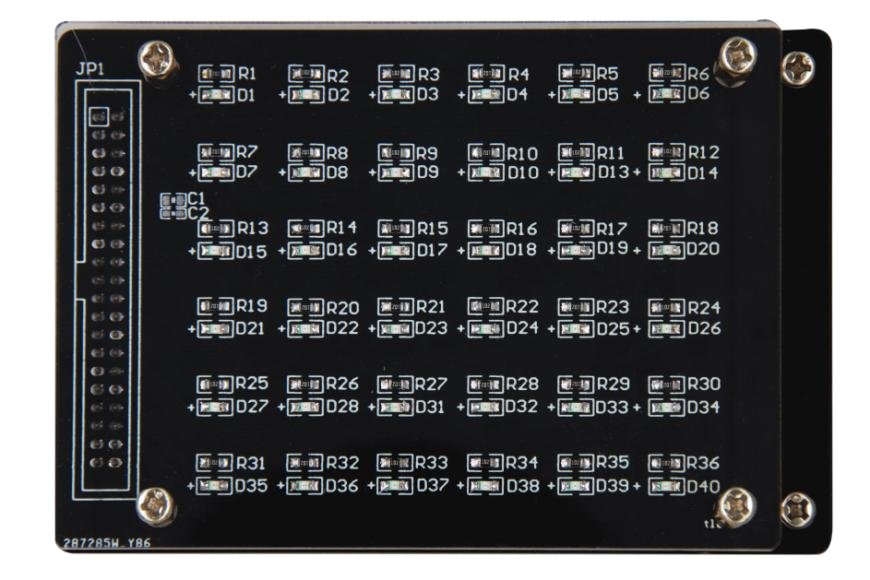 JP1
R1 R2 R3 R4 R5 R6
+ D1 + D2 + D3 + D4 + D5 + D6
R7 R8 R9 R10 R11 R12
+ D7 + D8 + D9 + D10 + D13 + D14
C1
C2
R13 R14 R15 R16 R17 R18
+ D15 + D16 + D17 + D18 + D19 + D20
R19 R20 R21 R22 R23 R24
+ D21 + D22 + D23 + D24 + D25 + D26
R25 R26 R27 R28 R29 R30
+ D27 + D28 + D31 + D32 + D33 + D34
R31 R32 R33 R34 R35 R36
+ D35 + D36 + D37 + D38 + D39 + D40
287285W_Y86